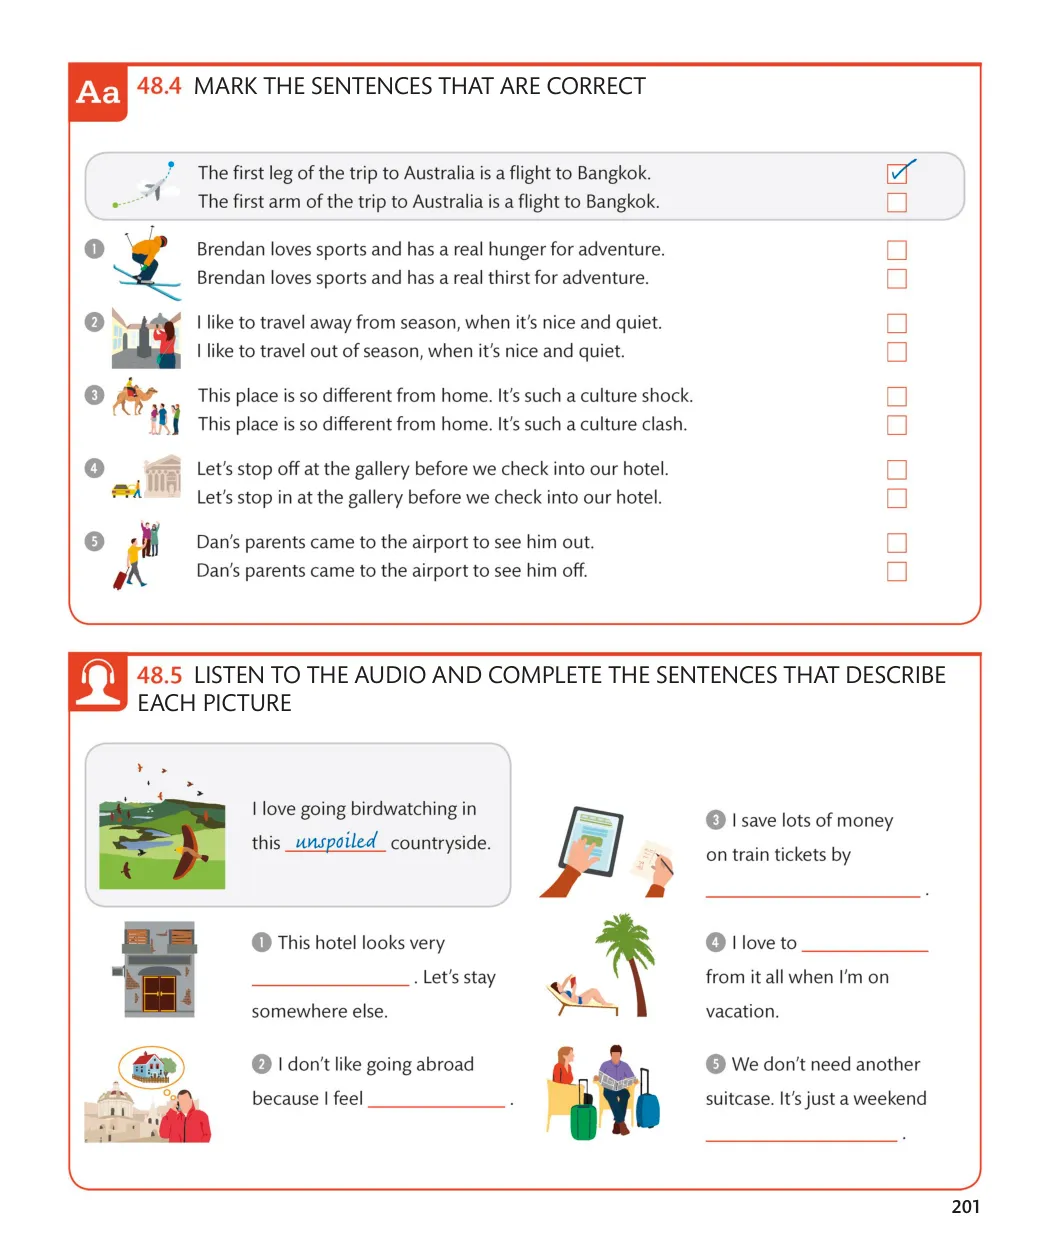 Aa 48.4 MARK THE SENTENCES THAT ARE CORRECT
The first leg of the trip to Australia is a flight to Bangkok.
The first arm of the trip to Australia is a flight to Bangkok.
1 Brendan loves sports and has a real hunger for adventure.
Brendan loves sports and has a real thirst for adventure.
2 I like to travel away from season, when it’s nice and quiet.
I like to travel out of season, when it’s nice and quiet.
3 This place is so different from home. It’s such a culture shock.
This place is so different from home. It’s such a culture clash.
4 Let’s stop off at the gallery before we check into our hotel.
Let’s stop in at the gallery before we check into our hotel.
5 Dan’s parents came to the airport to see him out.
Dan’s parents came to the airport to see him off.
48.5 LISTEN TO THE AUDIO AND COMPLETE THE SENTENCES THAT DESCRIBE
EACH PICTURE
I love going birdwatching in
this unspoiled countryside.
1 This hotel looks very
. Let’s stay
somewhere else.
2 I don’t like going abroad
because I feel .
3 I save lots of money
on train tickets by
.
4 I love to
from it all when I’m on
vacation.
5 We don’t need another
suitcase. It’s just a weekend
.
201